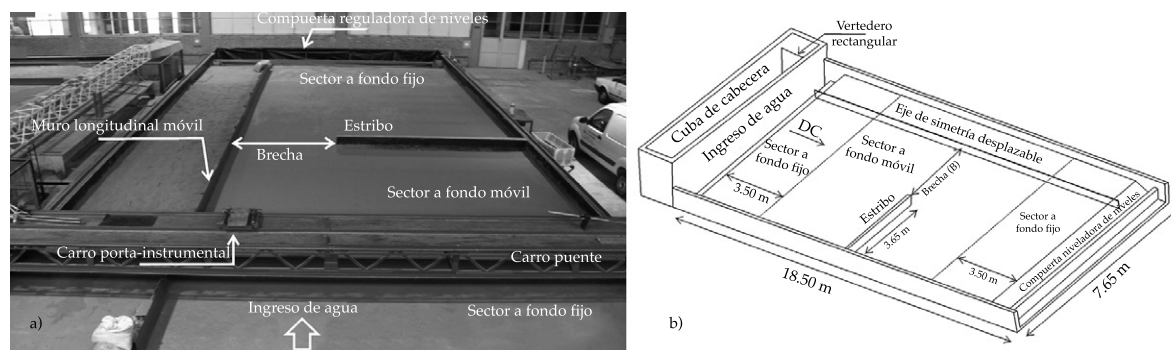 Compuerta reguladora de niveles
Sector a fondo fijo
Muro longitudinal móvil
Estribo
Brecha
Sector a fondo móvil
Carro porta-instrumental
Carro puente
Ingreso de agua
Sector a fondo fijo
a)
Vertedero
rectangular
Cuba de cabecera
Ingreso de agua
DC
Sector a
fondo fijo
3.50 m
Sector a
fondo móvil
Eje de simetría desplazable
Brecha (B)
Estribo
3.65 m
Sector a
fondo fijo
3.50 m
Compuerta niveladora de niveles
18.50 m
7.65 m
b)